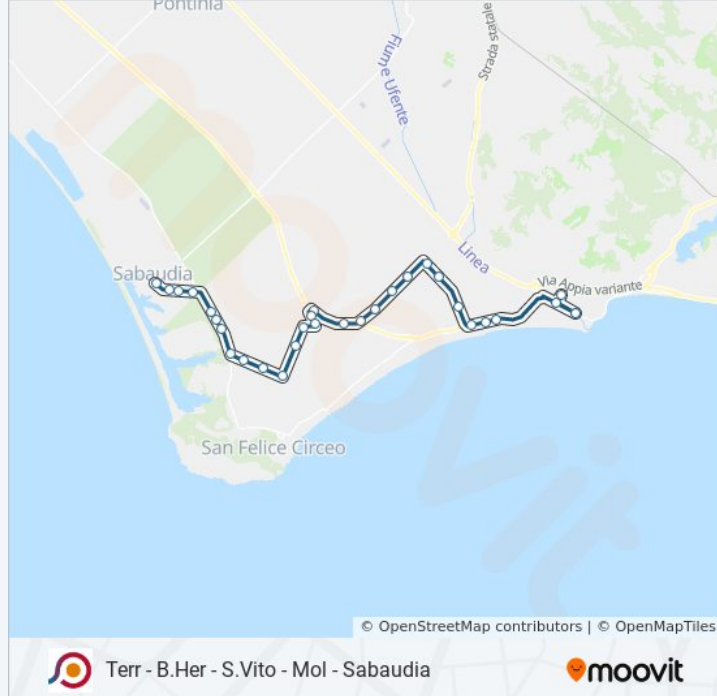 Pontinia
Strada statale
Fiume Ufente
Linea
Sabaudia
Via Appia variante
San Felice Circeo
moovit
© OpenStreetMap contributors | © OpenMapTiles
Terr - B.Her - S.Vito - Mol - Sabaudia
moovit